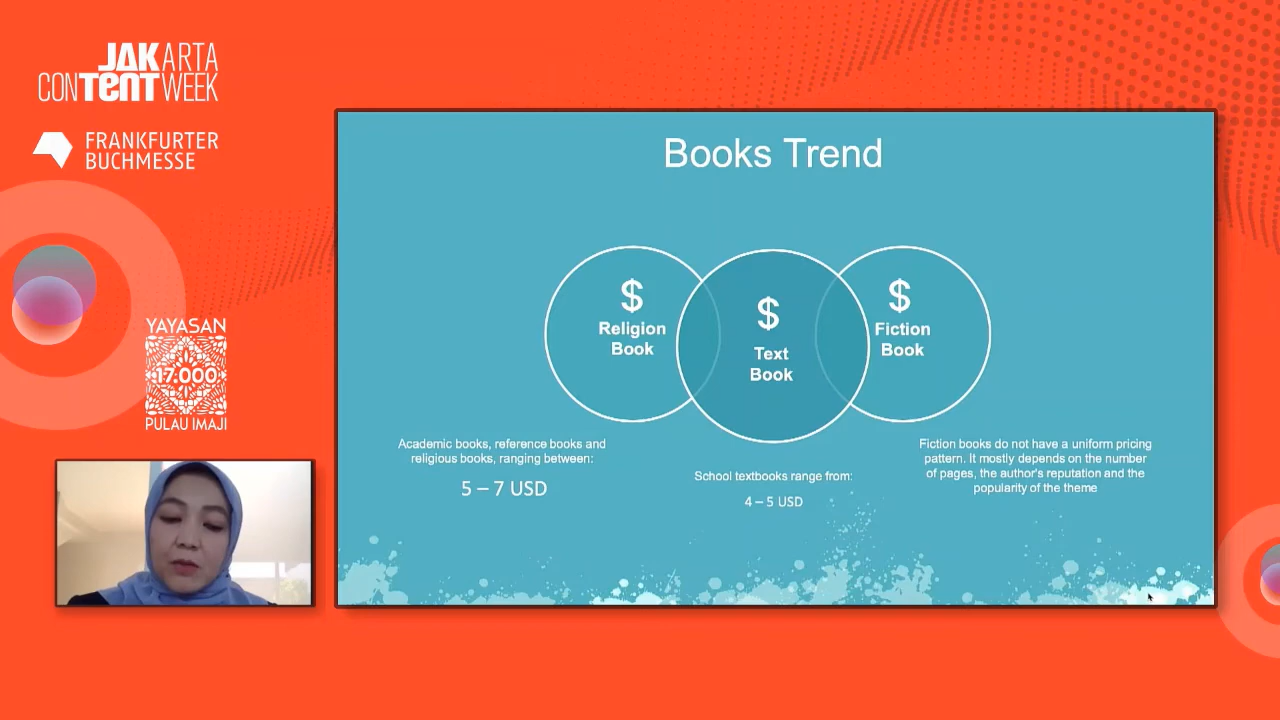 JAKARTA
CONTENT WEEK
FRANKFURTER
BUCHMESSE
YAYASAN
17.000
PULAU IMAJI
Books Trend
$
Religion
Book
$
Text
Book
$
Fiction
Book
Academic books, reference books and
religious books, ranging between:
5 – 7 USD
School textbooks range from:
4 – 5 USD
Fiction books do not have a uniform pricing
pattern. It mostly depends on the number
of pages, the author's reputation and the
popularity of the theme